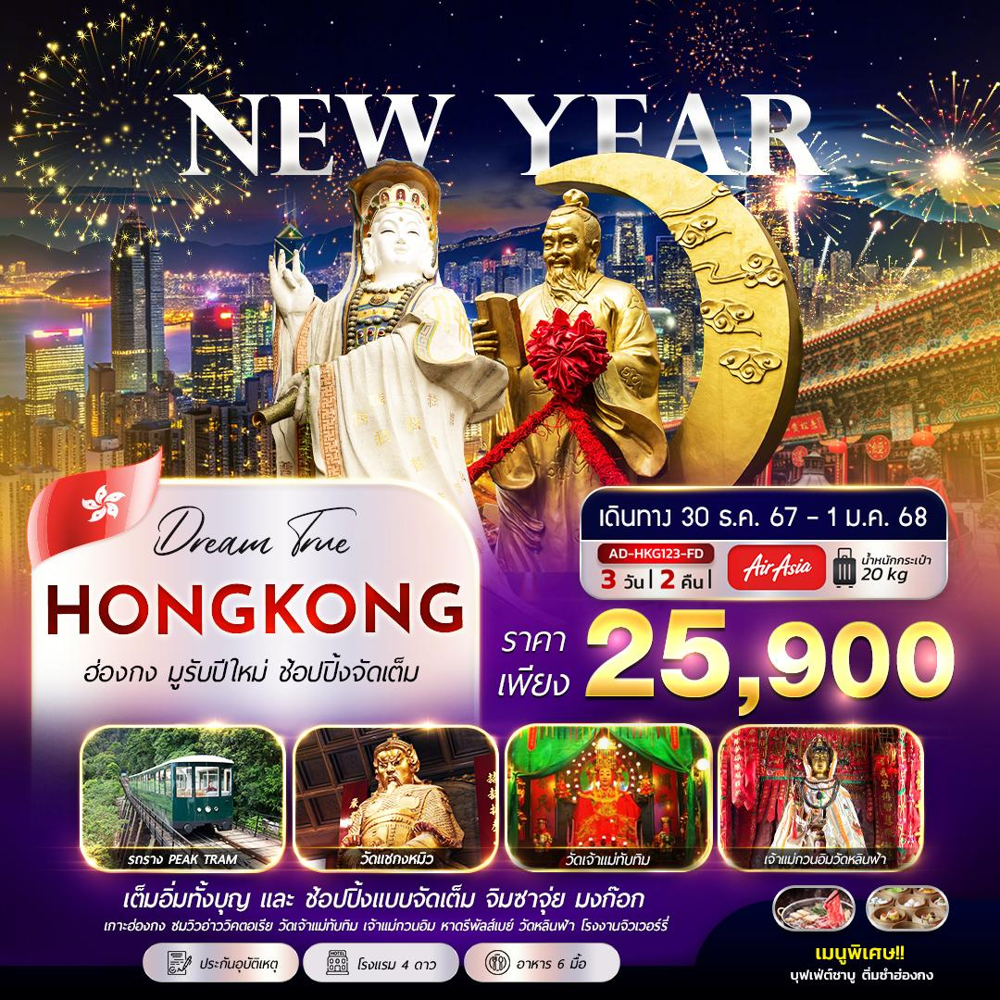 NEW YEAR
Dream True
HONGKONG
ฮ่องกง มูรับปีใหม่ ช้อปปิ้งจัดเต็ม
เดินทาง 30 ธ.ค. 67 - 1 ม.ค. 68
AD-HKG123-FD
3 วัน | 2 คืน |
AirAsia
น้ำหนักกระเป๋า
20 kg
ราคา
เพียง
25,900
รถราง PEAK TRAM
วัดแชกงหมิว
วัดเจ้าแม่ทับทิม
เจ้าแม่กวนอิมวัดหลินฟ้า
เต็มอิ่มทั้งบุญ และ ช้อปปิ้งแบบจัดเต็ม จิมซาจุ่ย มงก๊อก
เกาะฮ่องกง ชมวิวอ่าววิคตอเรีย วัดเจ้าแม่ทับทิม เจ้าแม่กวนอิม หาดรีพัลส์เบย์ วัดหลินฟ้า โรงงานจิวเวอร์รี่
ประกันอุบัติเหตุ
HOTEL
โรงแรม 4 ดาว
อาหาร 6 มื้อ
เมนูพิเศษ!!
บุฟเฟ่ต์ชาบู ติ่มซำฮ่องกง